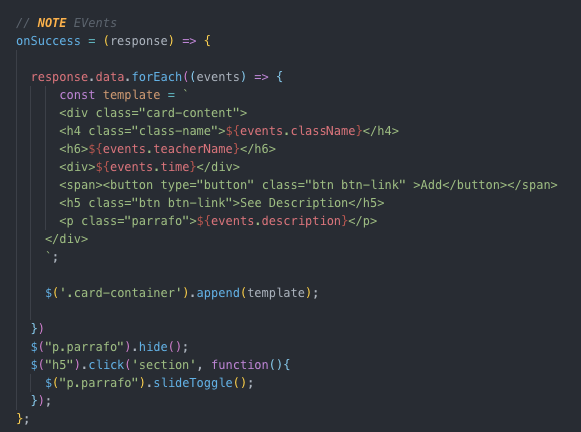 // NOTE EVents
onSuccess = (response) => {
response.data.forEach((events) => {
const template = `
<div class="card-content">
<h4 class="class-name">${events.className}</h4>
<h6>${events.teacherName}</h6>
<div>${events.time}</div>
<span><button type="button" class="btn btn-link" >Add</button></span>
<h5 class="btn btn-link">See Description</h5>
<p class="parrafo">${events.description}</p>
</div>
`;
$('.card-container').append(template);
})
$("p.parrafo").hide();
$("h5").click('section', function(){
$("p.parrafo").slideToggle();
});
};